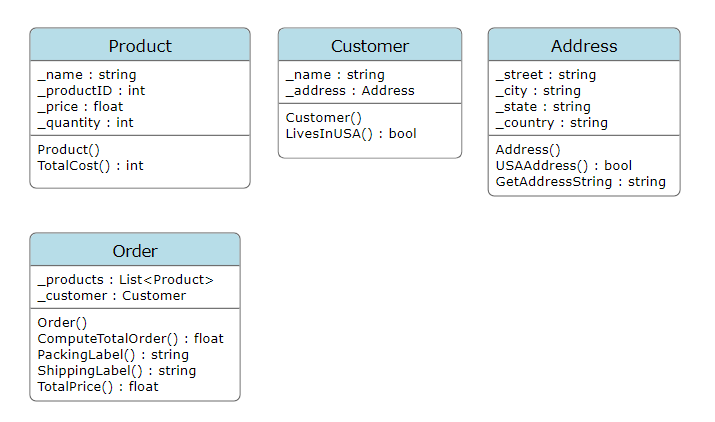 Product
_name : string
_productID : int
_price : float
_quantity : int
Product()
TotalCost() : int
Customer
_name : string
_address : Address
Customer()
LivesInUSA() : bool
Address
_street : string
_city : string
_state : string
_country : string
Address()
USAAddress() : bool
GetAddressString : string
Order
_products : List<Product>
_customer : Customer
Order()
ComputeTotalOrder() : float
PackingLabel() : string
ShippingLabel() : string
TotalPrice() : float